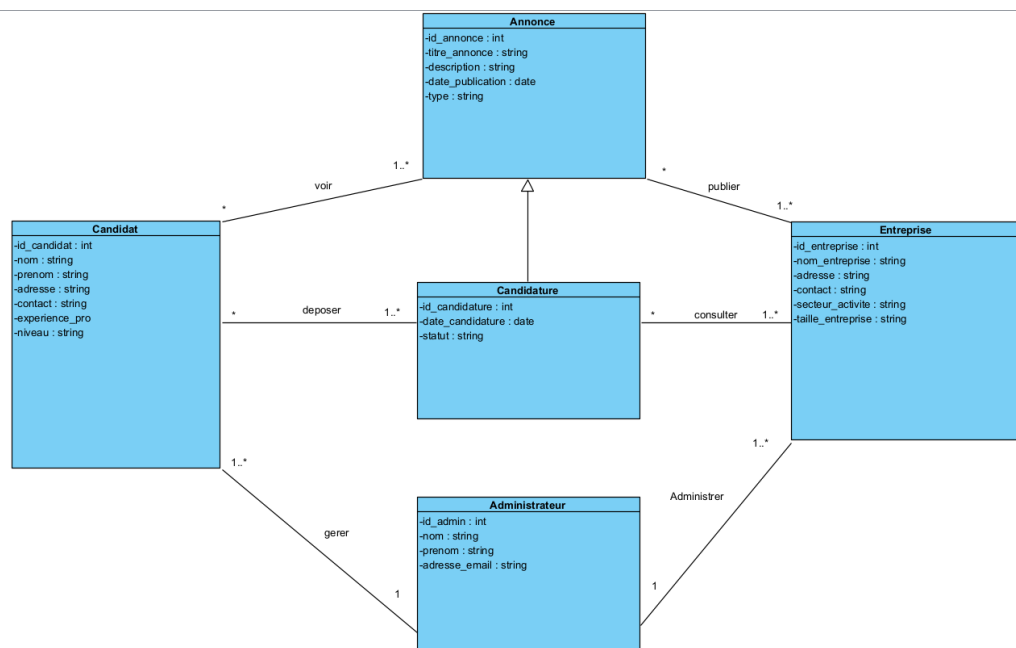 Annonce
-id_annonce : int
-titre_annonce : string
-description : string
-date_publication : date
-type : string
1..*
voir
*
*
publier
1..*
Candidat
-id_candidat : int
-nom : string
-prenom : string
-adresse : string
-contact : string
-experience_pro
-niveau : string
Entreprise
-id_entreprise : int
-nom_entreprise : string
-adresse : string
-contact : string
-secteur_activite : string
-taille_entreprise : string
Candidature
-id_candidature : int
-date_candidature : date
-statut : string
*
deposer
1..*
*
consulter
1..*
1..*
gerer
1
1..*
Administrer
1
Administrateur
-id_admin : int
-nom : string
-prenom : string
-adresse_email : string